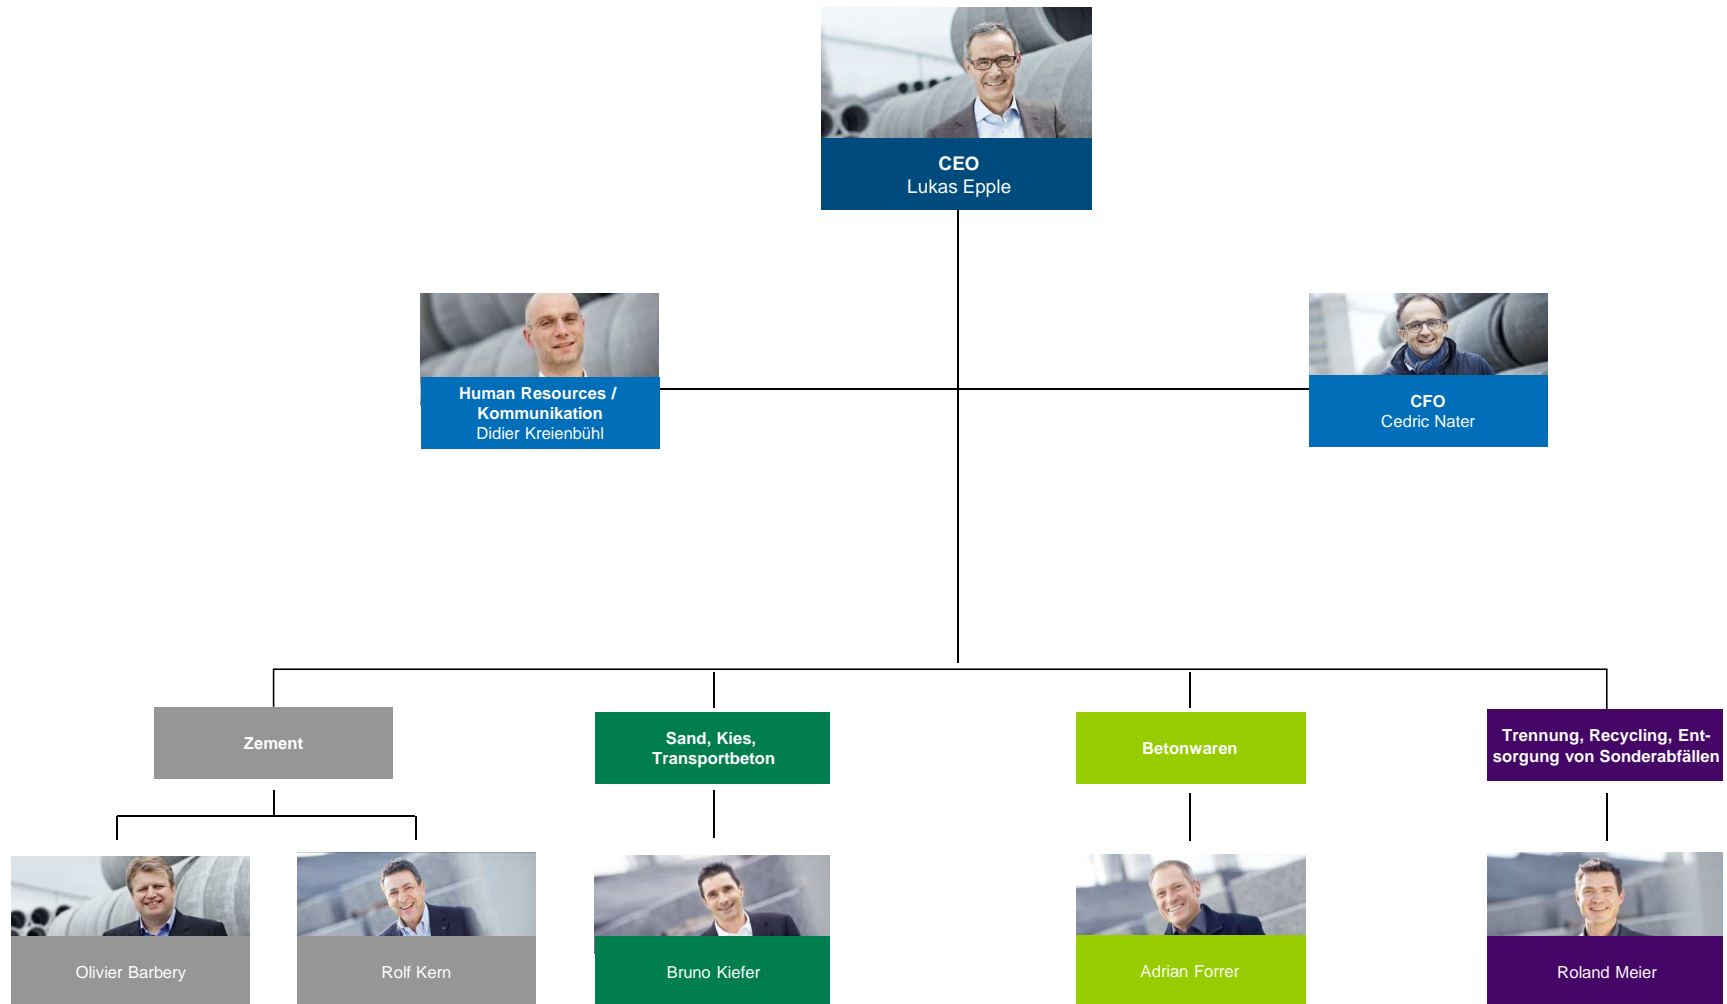 CEO
Lukas Epple
Human Resources /
Kommunikation
Didier Kreienbühl
CFO
Cedric Nater
Zement
Sand, Kies,
Transportbeton
Betonwaren
Trennung, Recycling, Ent-
sorgung von Sonderabfällen
Olivier Barbery
Rolf Kern
Bruno Kiefer
Adrian Forrer
Roland Meier